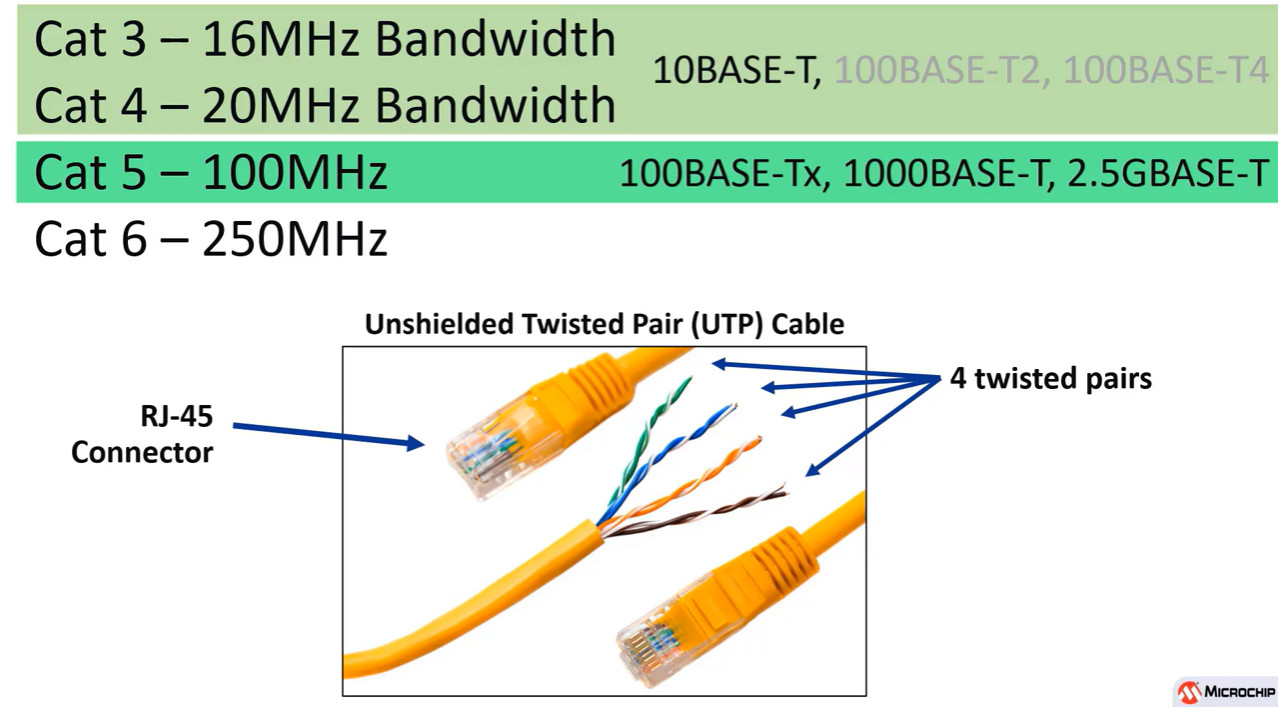 Cat 3 – 16MHz Bandwidth
10BASE-T, 100BASE-T2, 100BASE-T4
Cat 4 – 20MHz Bandwidth
Cat 5 – 100MHz
100BASE-Tx, 1000BASE-T, 2.5GBASE-T
Cat 6 – 250MHz
Unshielded Twisted Pair (UTP) Cable
4 twisted pairs
RJ-45
Connector
MICROCHIP